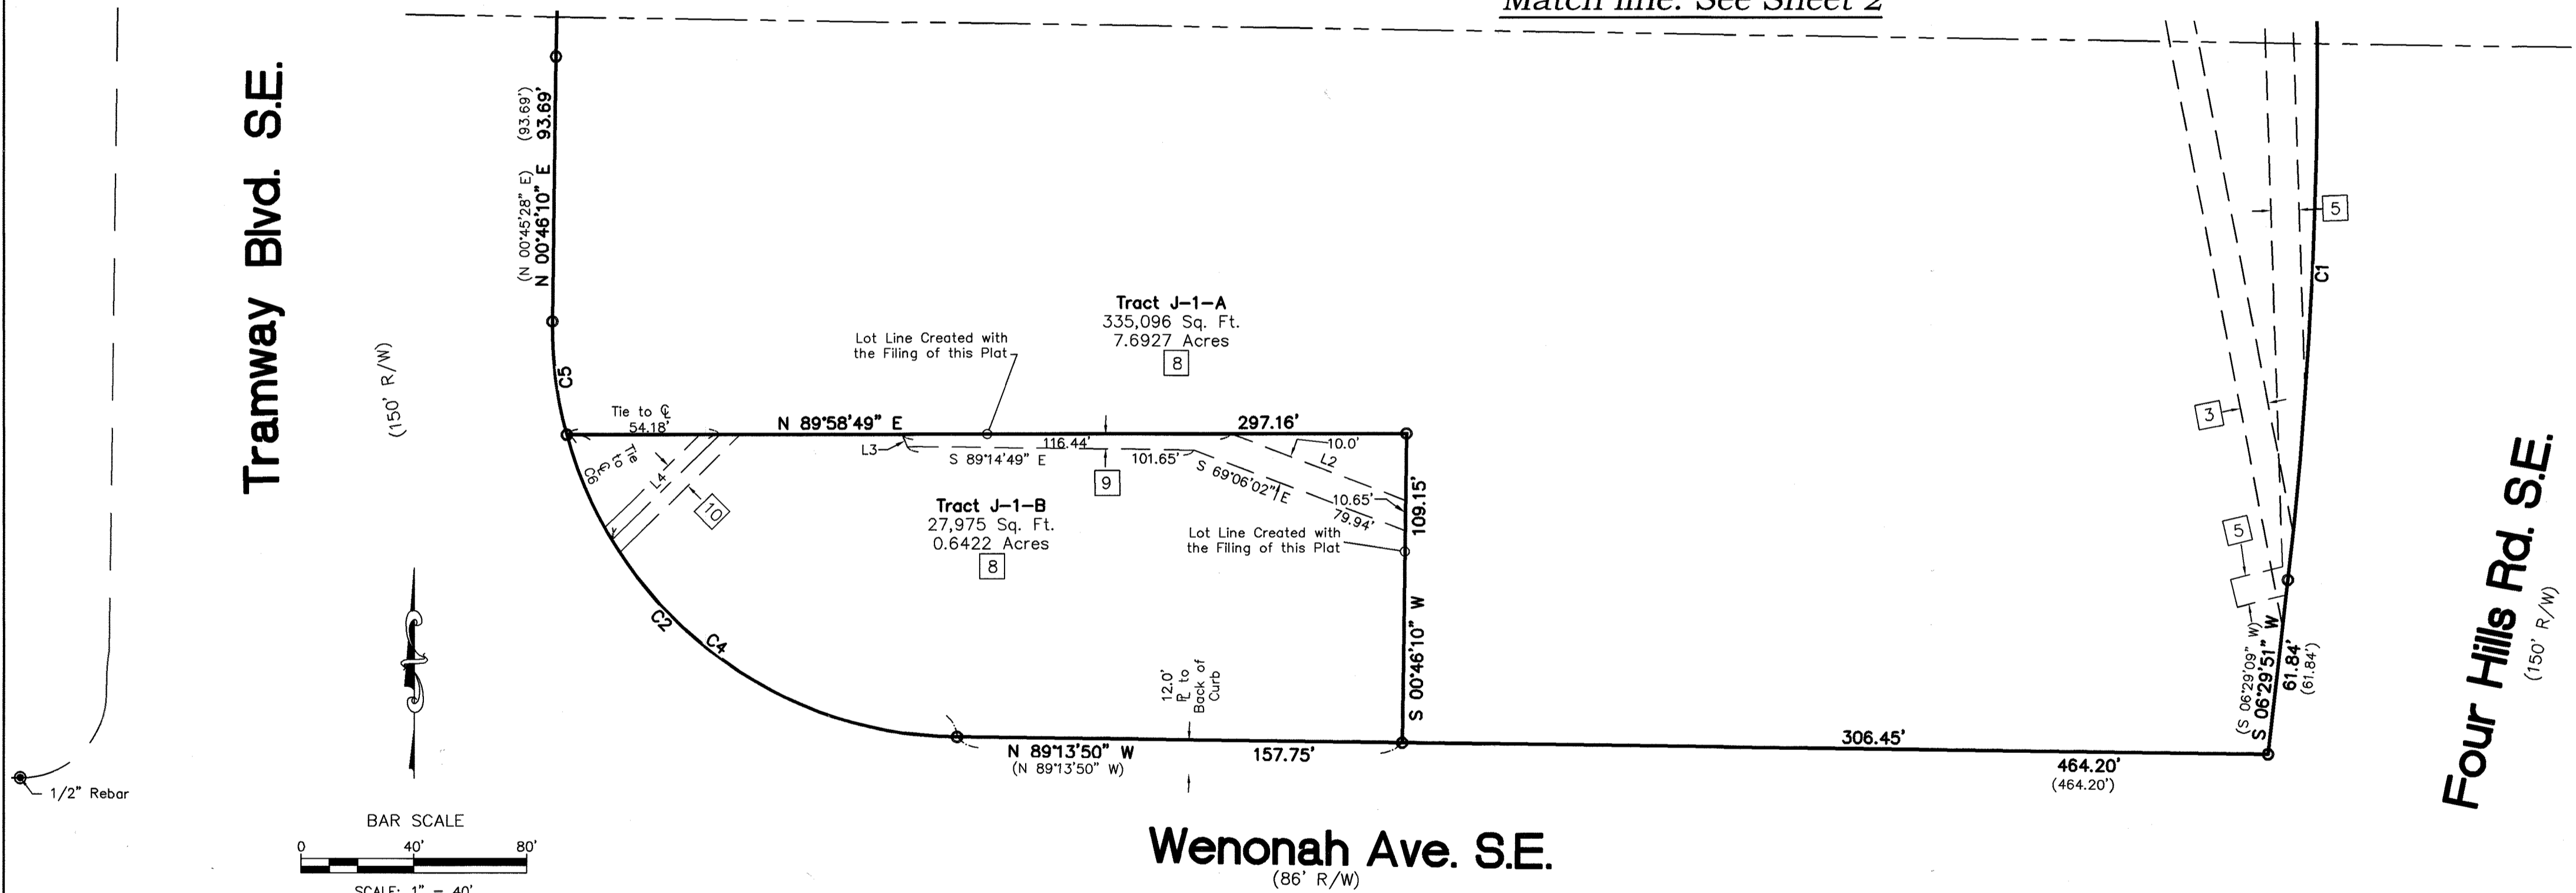 Match line. See Sheet 2
Tramway Blvd. S.E.
(150' R/W)
(N 00°45'28" E) (93.69')
N 00°46'10" E 93.69'
C5
Tract J-1-A
335,096 Sq. Ft.
7.6927 Acres
8
Lot Line Created with
the Filing of this Plat
5
C1
3
Tie to ℄
54.18'
N 89°58'49" E
297.16'
L3
116.44'
S 89°14'49" E
101.65'
9
10.0'
L2
S 69°06'02" E
10.65'
79.94'
109.15'
Tie
to
℄
C6
L4
10
Tract J-1-B
27,975 Sq. Ft.
0.6422 Acres
8
Lot Line Created with
the Filing of this Plat
S 00°46'10" W
C2
C4
12.0'
PL to
Back of
Curb
5
(S 06°29'09" W)
S 06°29'51" W
61.84'
(61.84')
Four Hills Rd. S.E.
(150' R/W)
N 89°13'50" W
157.75'
(N 89°13'50" W)
306.45'
464.20'
(464.20')
1/2" Rebar
BAR SCALE
0 40' 80'
SCALE: 1" = 40'
Wenonah Ave. S.E.
(86' R/W)